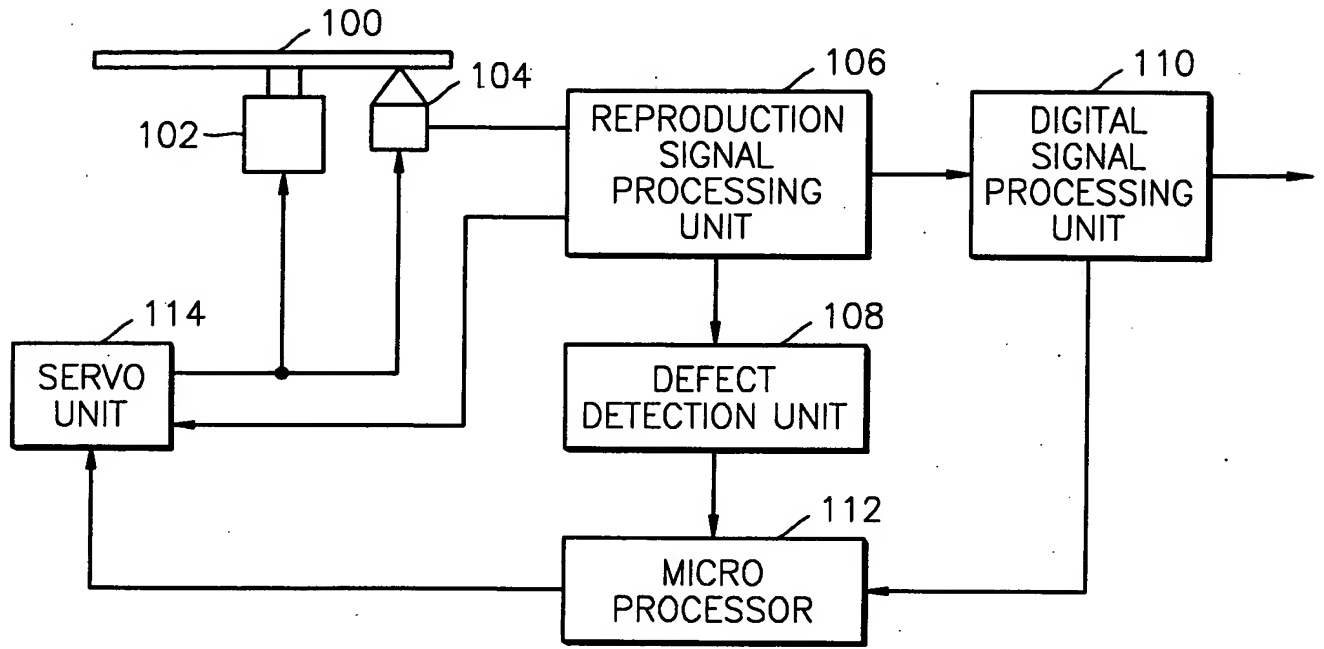 100
104
102
106
REPRODUCTION
SIGNAL
PROCESSING
UNIT
110
DIGITAL
SIGNAL
PROCESSING
UNIT
114
SERVO
UNIT
108
DEFECT
DETECTION UNIT
112
MICRO
PROCESSOR